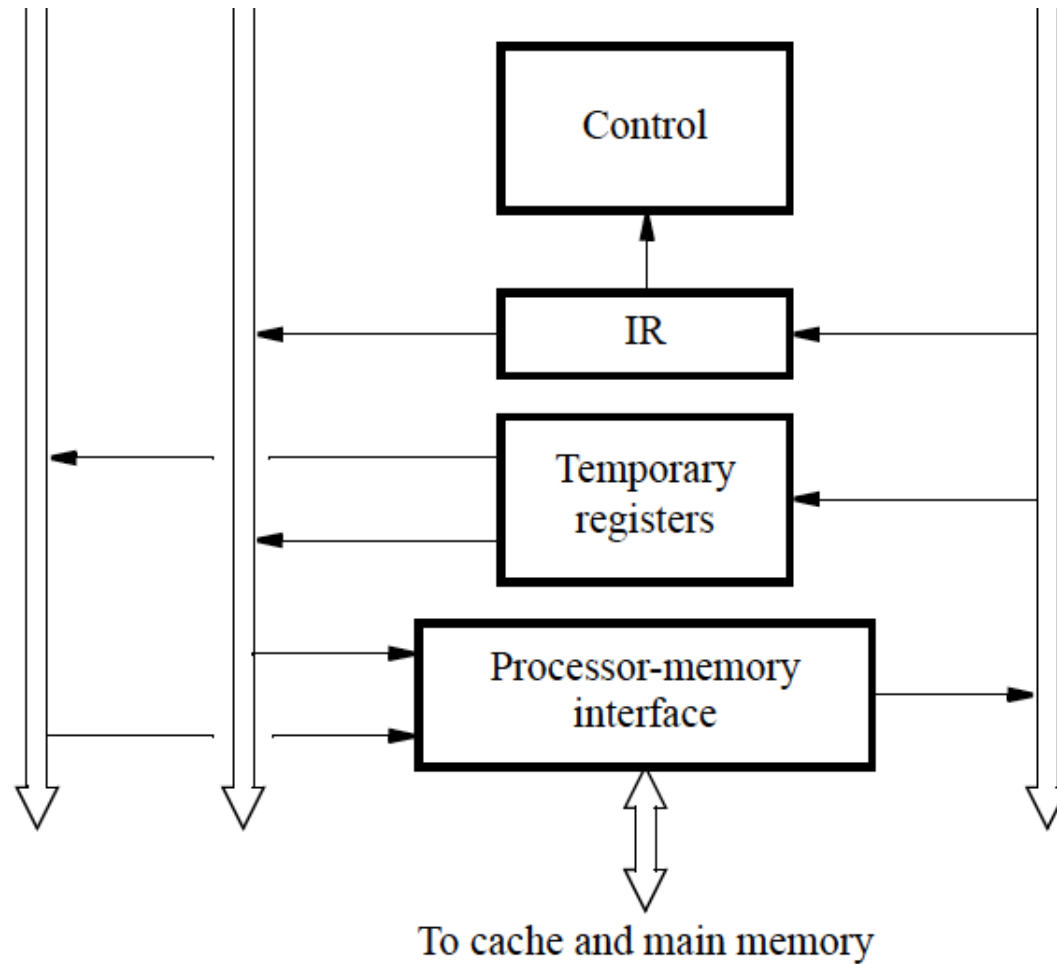 Control
IR
Temporary
registers
Processor-memory
interface
To cache and main memory